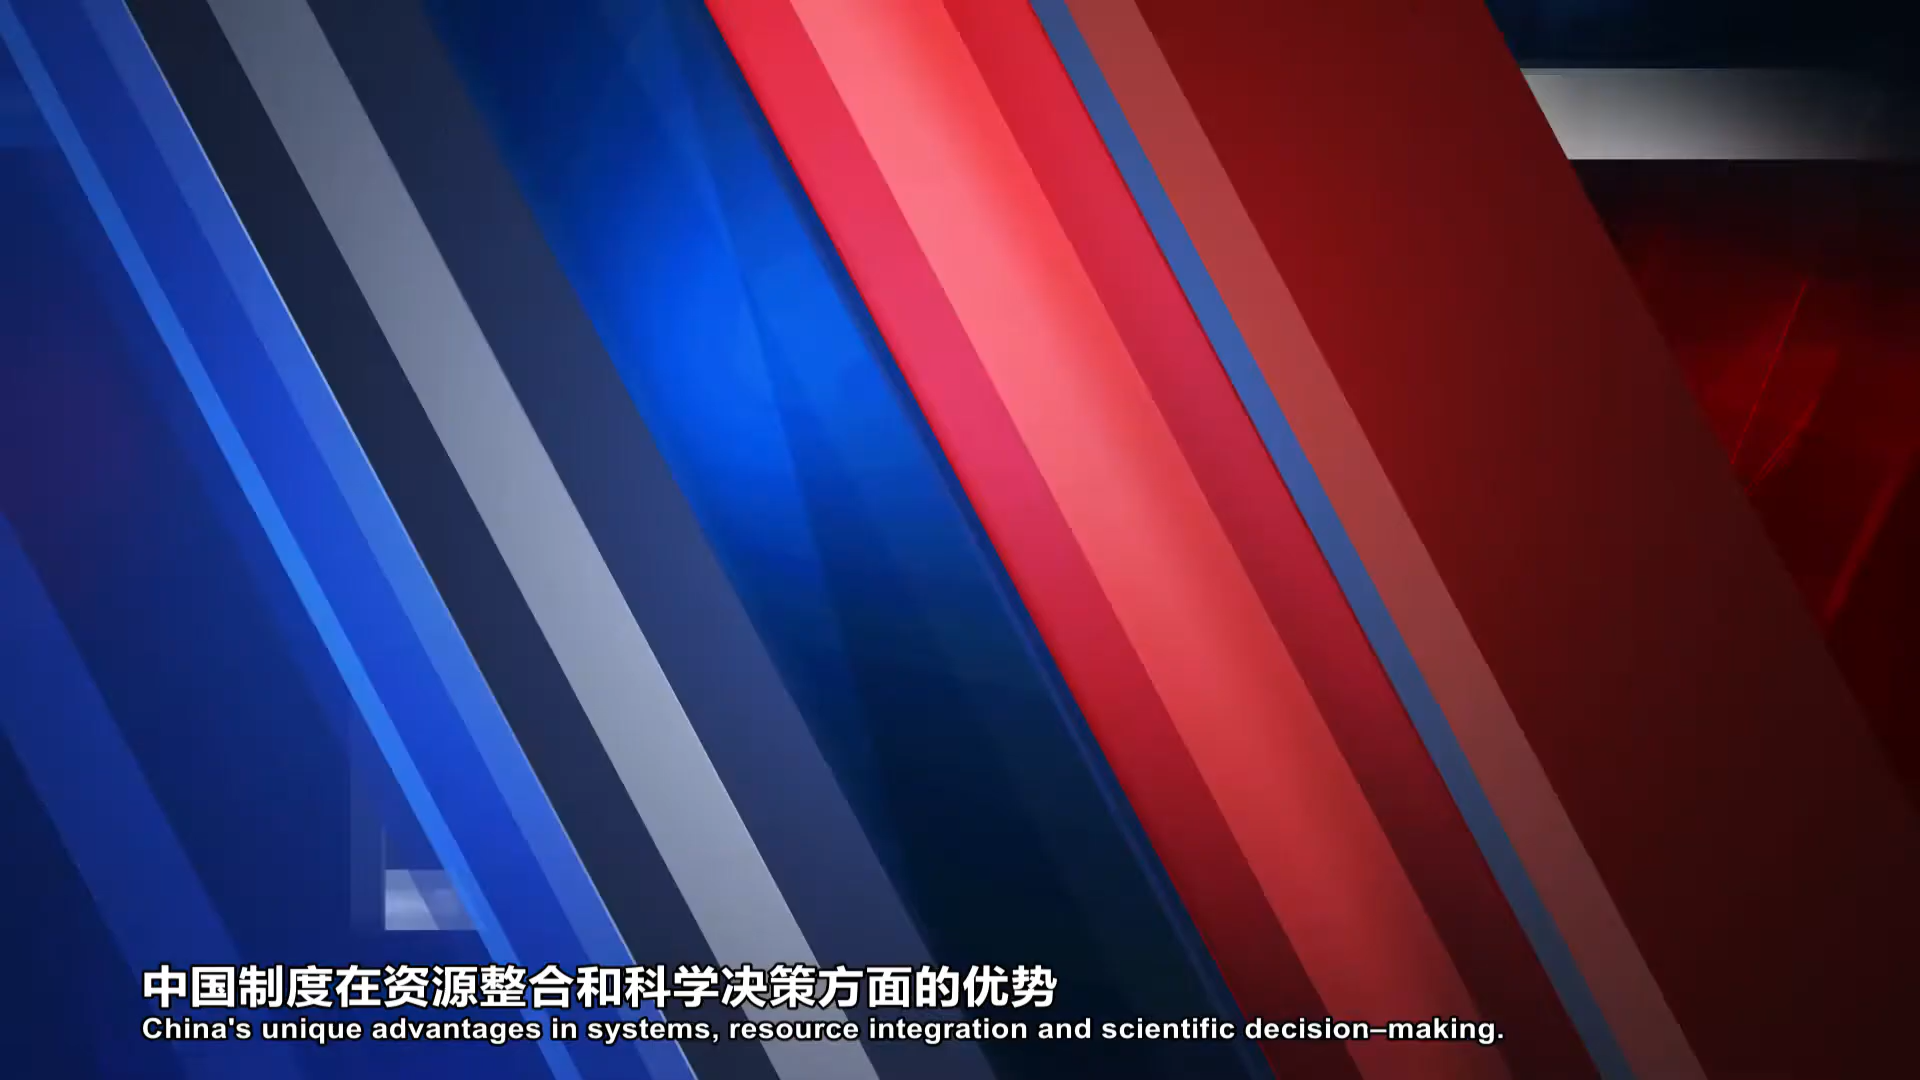 中国制度在资源整合和科学决策方面的优势
China's unique advantages in systems, resource integration and scientific decision–making.